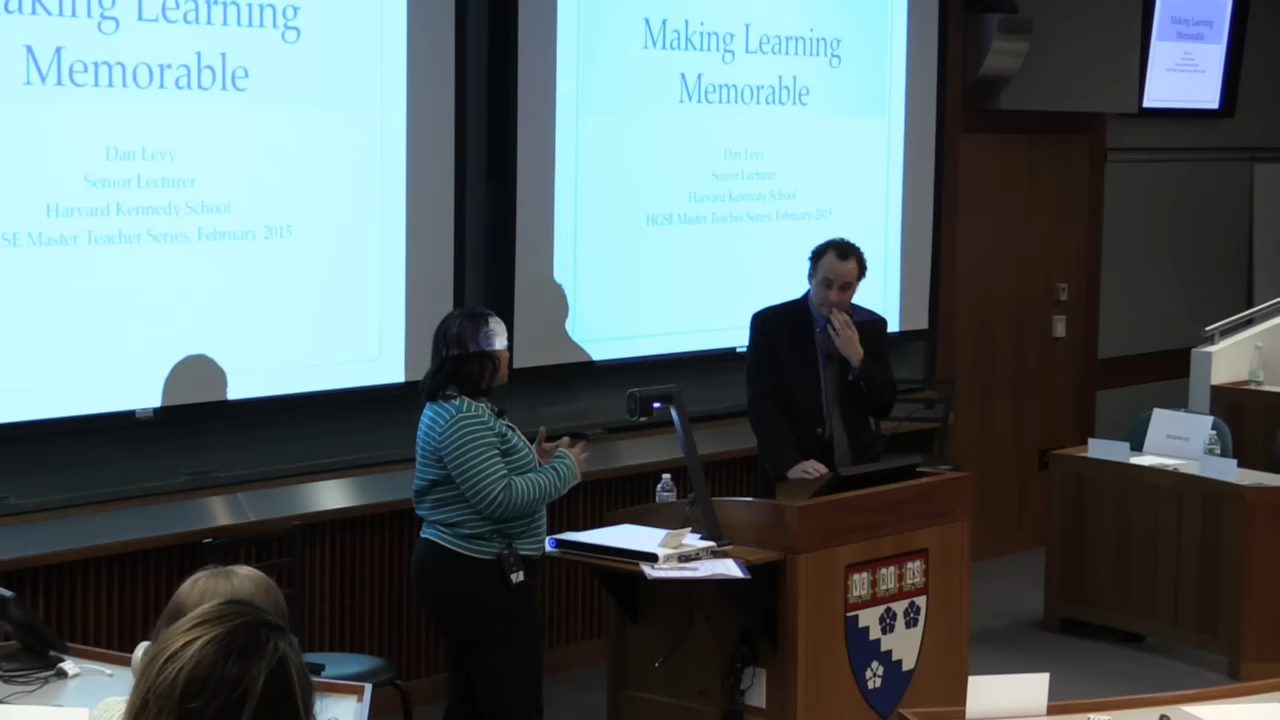 aking Learning
Memorable
Dan Levy
Senior Lecturer
Harvard Kennedy School
SE Master Teacher Series, February 2015
Making Learning
Memorable
Dan Levy
Senior Lecturer
Harvard Kennedy School
HGSE Master Teacher Series, February 2015
Making Learning
Memorable
VE RI TAS